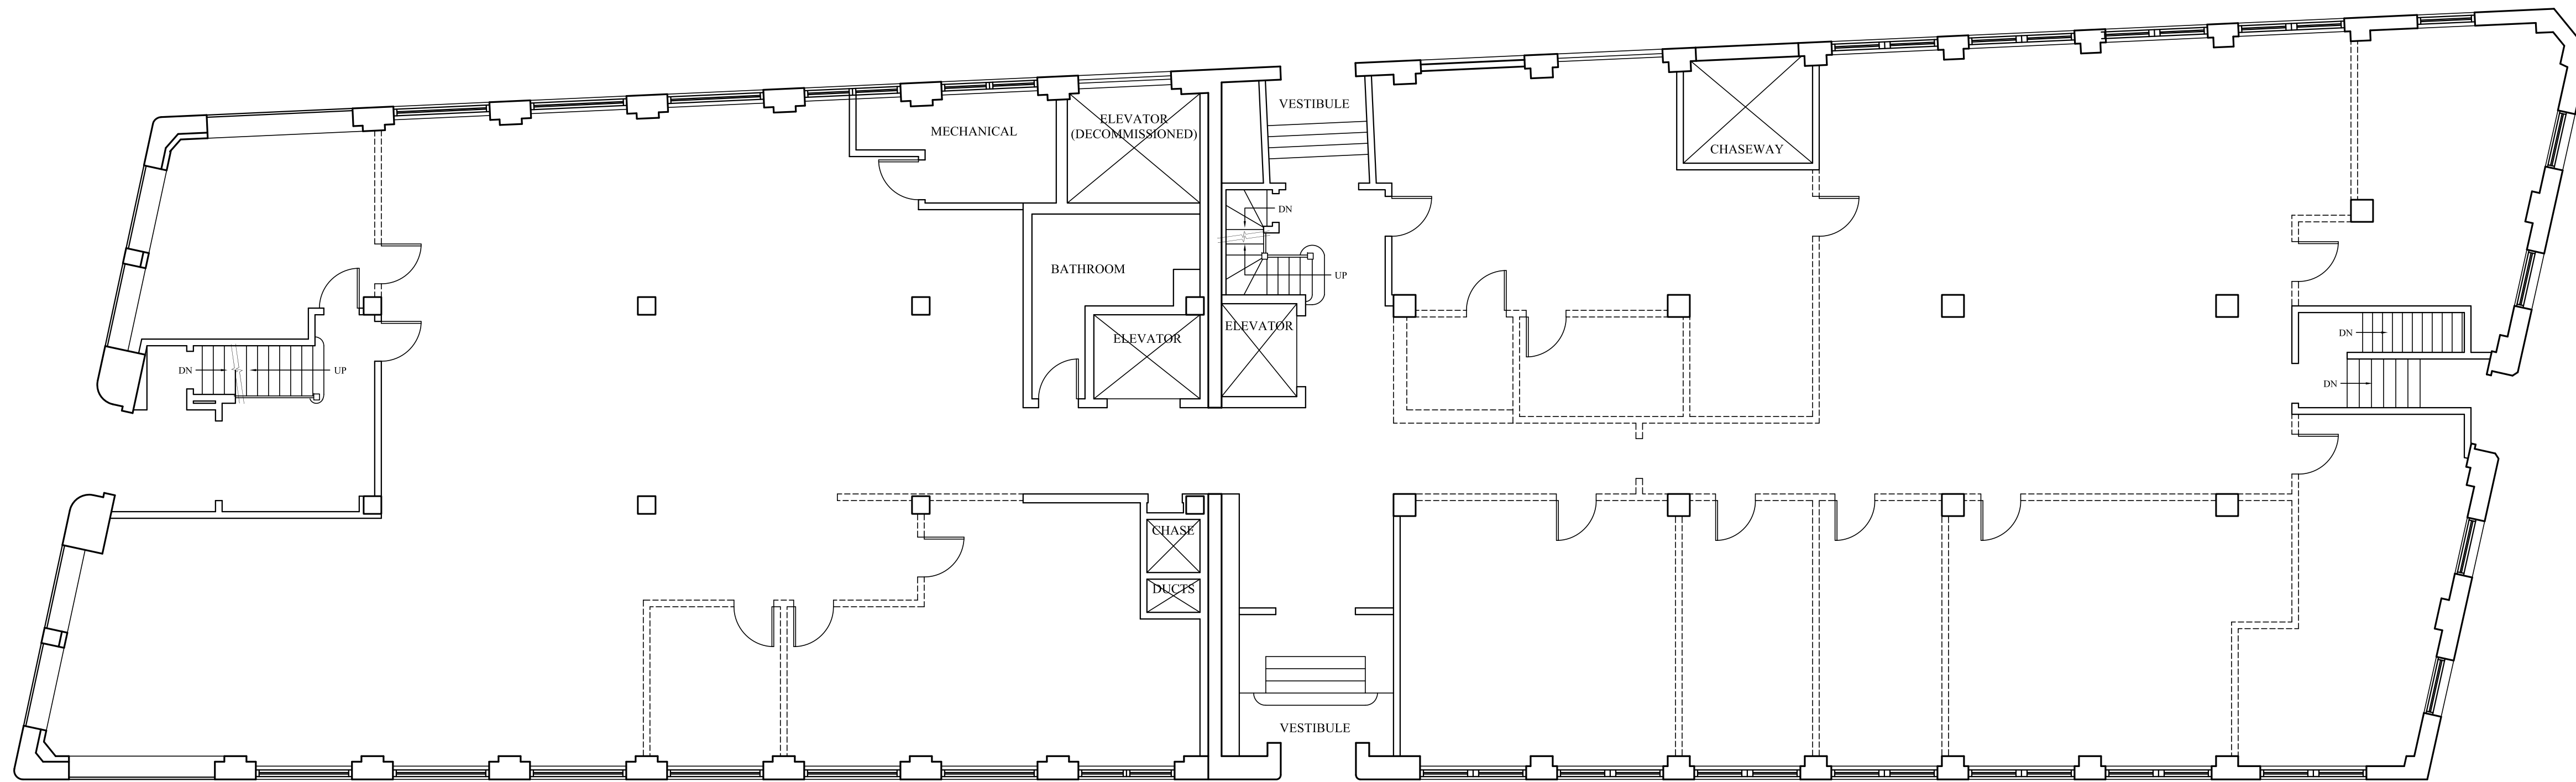 VESTIBULE
MECHANICAL
ELEVATOR
(DECOMMISSIONED)
CHASEWAY
DN
UP
BATHROOM
ELEVATOR
ELEVATOR
DN
UP
DN
DN
CHASE
DUCTS
VESTIBULE